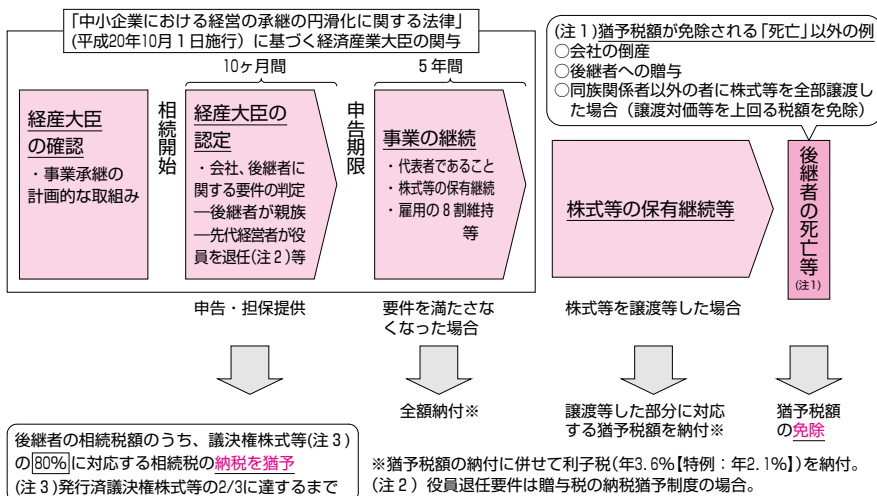 「中小企業における経営の承継の円滑化に関する法律」
(平成20年10月1日施行）に基づく経済産業大臣の関与
10ヶ月間
5年間
経産大臣
の確認
・事業承継の
計画的な取組み
相続開始
経産大臣の
認定
・会社、後継者に
関する要件の判定
―後継者が親族
―先代経営者が役
員を退任(注2)等
申告期限
事業の継続
・代表者であること
・株式等の保有継続
・雇用の8割維持
等
(注1)猶予税額が免除される「死亡」以外の例
○会社の倒産
○後継者への贈与
○同族関係者以外の者に株式等を全部譲渡し
た場合（譲渡対価等を上回る税額を免除）
株式等の保有継続等
後継者の死亡等
(注1)
申告・担保提供
要件を満たさな
くなった場合
株式等を譲渡等した場合
全額納付※
譲渡等した部分に対応
する猶予税額を納付※
猶予税額
の免除
後継者の相続税額のうち、議決権株式等(注3)
の80%に対応する相続税の納税を猶予
(注3)発行済議決権株式等の2/3に達するまで
※猶予税額の納付に併せて利子税(年3.6%【特例：年2.1%】)を納付。
(注2) 役員退任要件は贈与税の納税猶予制度の場合。